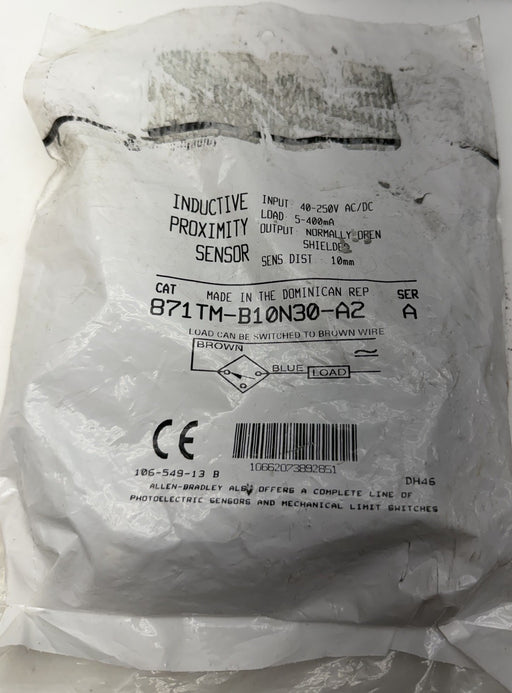 INDUCTIVE
PROXIMITY
SENSOR
INPUT: 40-250V AC/DC
LOAD: 5-400mA
OUTPUT: NORMALLY OPEN
SHIELDED
SENS DIST: 10mm
CAT MADE IN THE DOMINICAN REP SER
871TM-B10N30-A2 A
LOAD CAN BE SWITCHED TO BROWN WIRE
BROWN
BLUE LOAD
CE
10662073892851
106-549-13 B DH46
ALLEN-BRADLEY ALSO OFFERS A COMPLETE LINE OF
PHOTOELECTRIC SENSORS AND MECHANICAL LIMIT SWITCHES